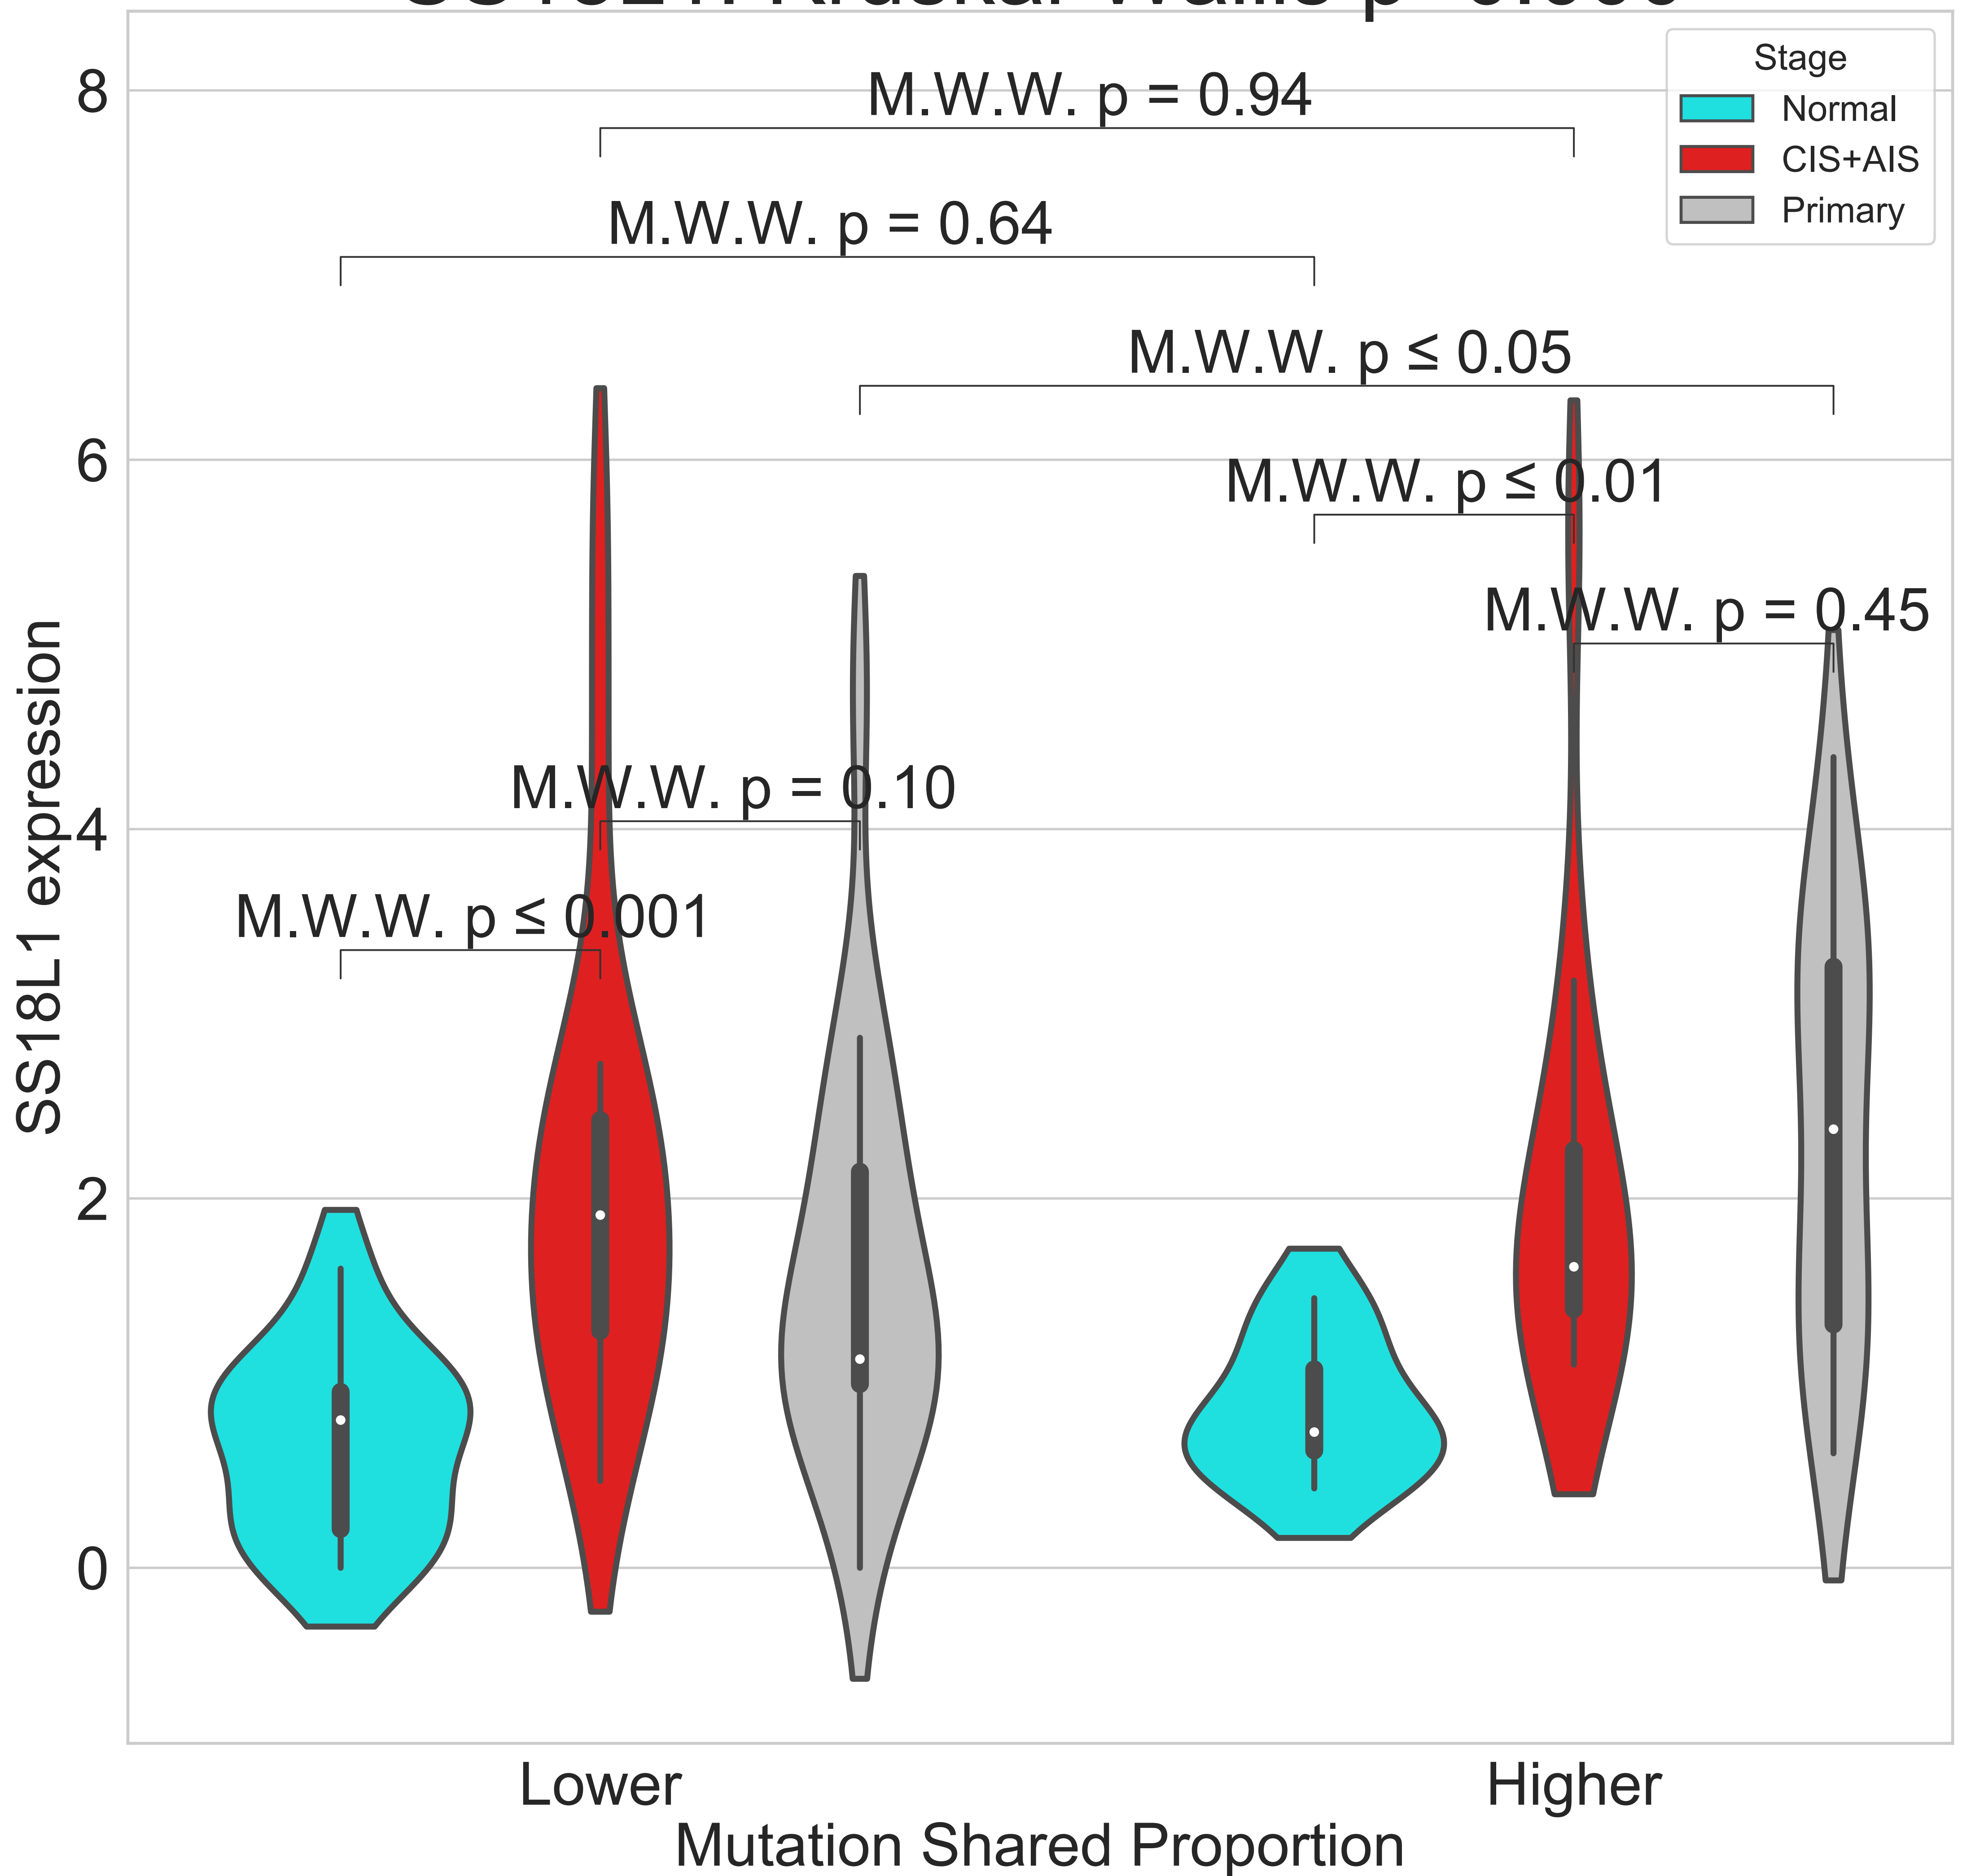 Stage
Normal
CIS+AIS
Primary
M.W.W. p = 0.94
M.W.W. p = 0.64
M.W.W. p ≤ 0.05
M.W.W. p ≤ 0.01
M.W.W. p = 0.45
M.W.W. p = 0.10
M.W.W. p ≤ 0.001
8
6
4
2
0
SS18L1 expression
Lower
Higher
Mutation Shared Proportion